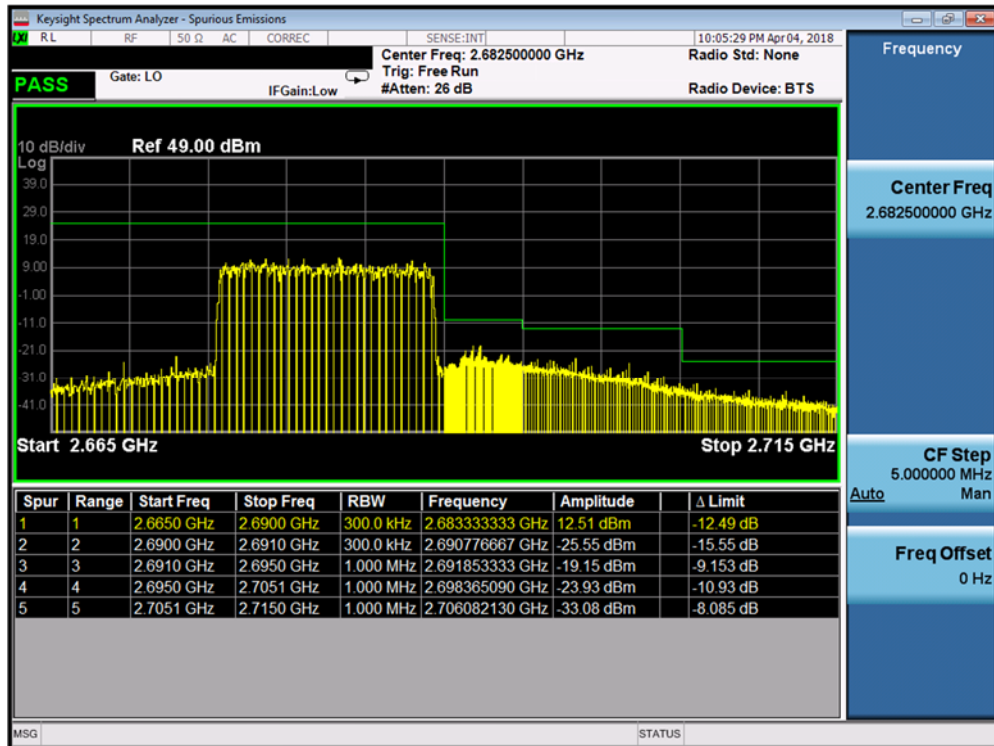 Keysight Spectrum Analyzer - Spurious Emissions
LXI RL RF 50 Ω AC CORREC SENSE:INT 10:05:29 PM Apr 04, 2018
Center Freq: 2.682500000 GHz Radio Std: None
PASS Gate: LO Trig: Free Run
IFGain:Low #Atten: 26 dB Radio Device: BTS
10 dB/div Ref 49.00 dBm
Log
39.0
29.0
19.0
9.00
-1.00
-11.0
-21.0
-31.0
-41.0
Start 2.665 GHz Stop 2.715 GHz
Spur Range Start Freq Stop Freq RBW Frequency Amplitude Δ Limit
1 1 2.6650 GHz 2.6900 GHz 300.0 kHz 2.683333333 GHz 12.51 dBm -12.49 dB
2 2 2.6900 GHz 2.6910 GHz 300.0 kHz 2.690776667 GHz -25.55 dBm -15.55 dB
3 3 2.6910 GHz 2.6950 GHz 1.000 MHz 2.691853333 GHz -19.15 dBm -9.153 dB
4 4 2.6950 GHz 2.7051 GHz 1.000 MHz 2.698365090 GHz -23.93 dBm -10.93 dB
5 5 2.7051 GHz 2.7150 GHz 1.000 MHz 2.706082130 GHz -33.08 dBm -8.085 dB
MSG STATUS
Frequency
Center Freq
2.682500000 GHz
CF Step
5.000000 MHz
Auto Man
Freq Offset
0 Hz